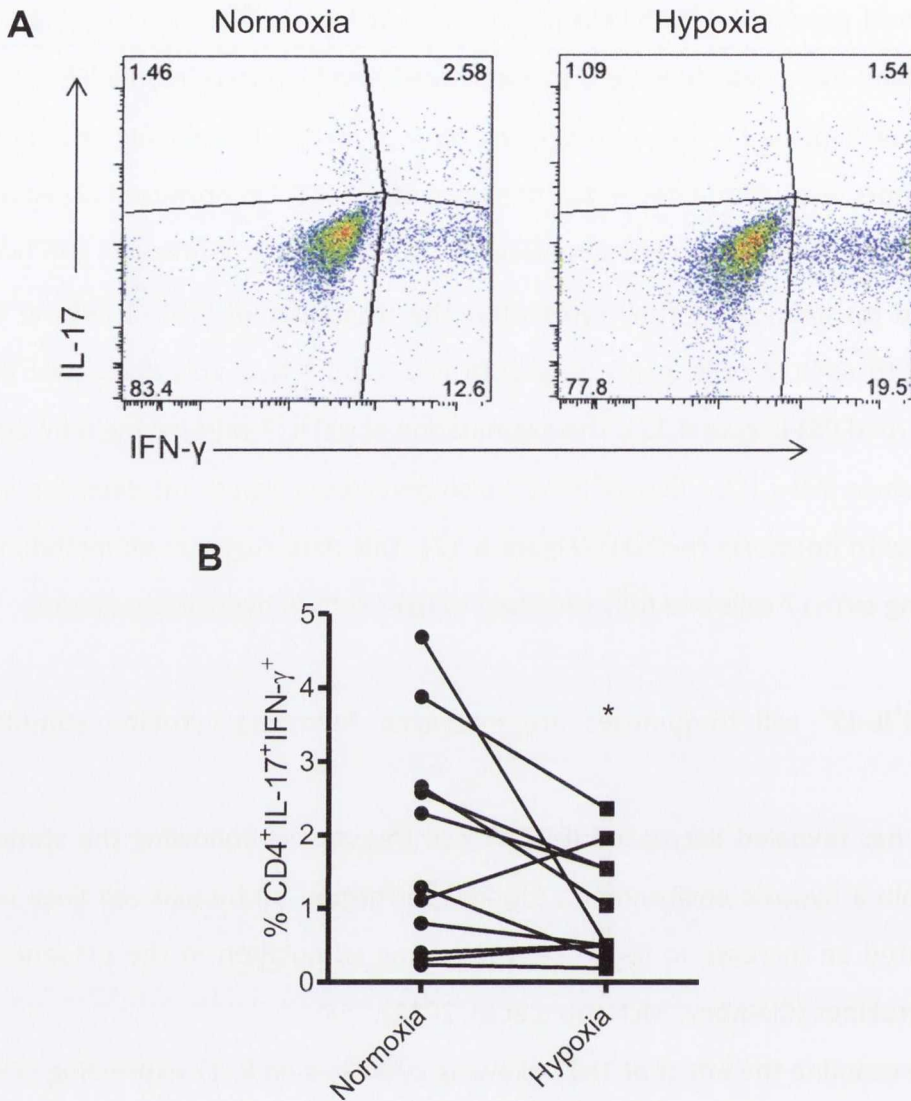 A
Normoxia
Hypoxia
1.46
2.58
83.4
12.6
1.09
1.54
77.8
19.5
IL-17
IFN-γ
B
% CD4⁺IL-17⁺IFN-γ⁺
5
4
3
2
1
0
*
Normoxia
Hypoxia